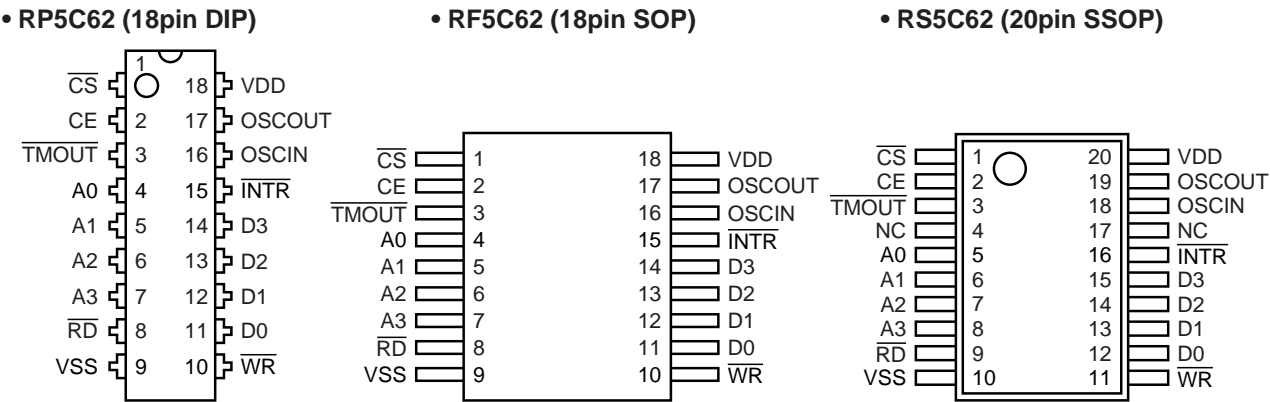 • RP5C62 (18pin DIP)
• RF5C62 (18pin SOP)
• RS5C62 (20pin SSOP)
CS 1 18 VDD
CE 2 17 OSCOUT
TMOUT 3 16 OSCIN
A0 4 15 INTR
A1 5 14 D3
A2 6 13 D2
A3 7 12 D1
RD 8 11 D0
VSS 9 10 WR
CS 1 18 VDD
CE 2 17 OSCOUT
TMOUT 3 16 OSCIN
A0 4 15 INTR
A1 5 14 D3
A2 6 13 D2
A3 7 12 D1
RD 8 11 D0
VSS 9 10 WR
CS 1 20 VDD
CE 2 19 OSCOUT
TMOUT 3 18 OSCIN
NC 4 17 NC
A0 5 16 INTR
A1 6 15 D3
A2 7 14 D2
A3 8 13 D1
RD 9 12 D0
VSS 10 11 WR